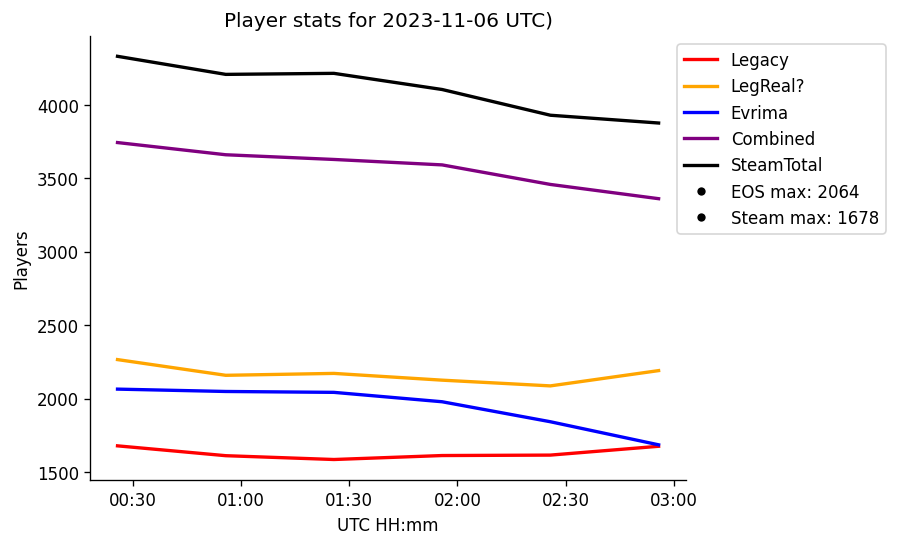 Player stats for 2023-11-06 UTC)
Legacy
LegReal?
Evrima
Combined
SteamTotal
EOS max: 2064
Steam max: 1678
Players
4000
3500
3000
2500
2000
1500
00:30 01:00 01:30 02:00 02:30 03:00
UTC HH:mm